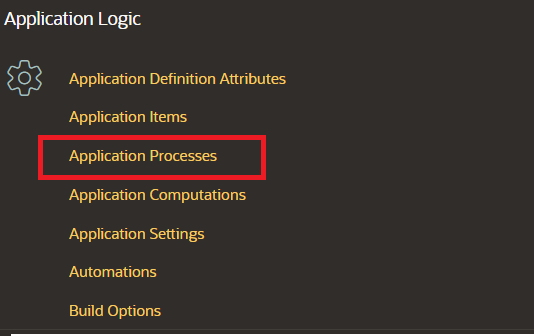 Application Logic
Application Definition Attributes
Application Items
Application Processes
Application Computations
Application Settings
Automations
Build Options